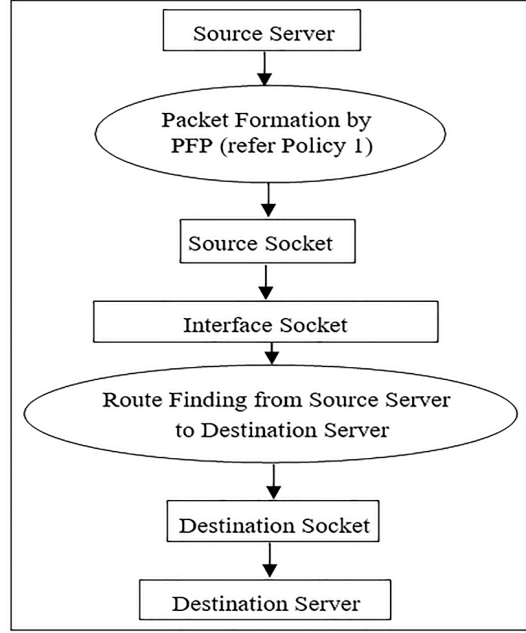 Source Server
Packet Formation by
PFP (refer Policy 1)
Source Socket
Interface Socket
Route Finding from Source Server
to Destination Server
Destination Socket
Destination Server